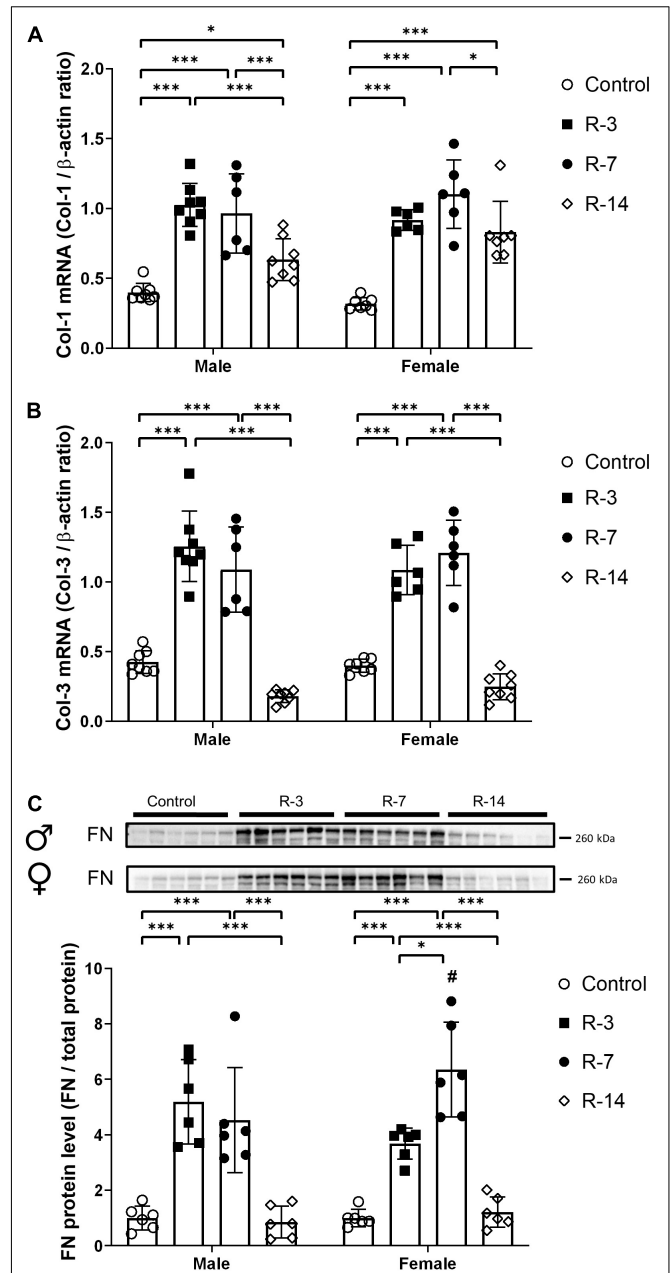 A
*
***
***
***
***
***
***
*
***
Col-1 mRNA (Col-1 / β-actin ratio)
2.0
1.5
1.0
0.5
0.0
Male
Female
Control
R-3
R-7
R-14
B
***
***
***
***
***
***
***
***
Col-3 mRNA (Col-3 / β-actin ratio)
2.0
1.5
1.0
0.5
0.0
Male
Female
Control
R-3
R-7
R-14
C
Control
R-3
R-7
R-14
♂ FN
260 kDa
♀ FN
260 kDa
***
***
***
***
***
***
***
***
*
#
FN protein level (FN / total protein)
10
8
6
4
2
0
Male
Female
Control
R-3
R-7
R-14